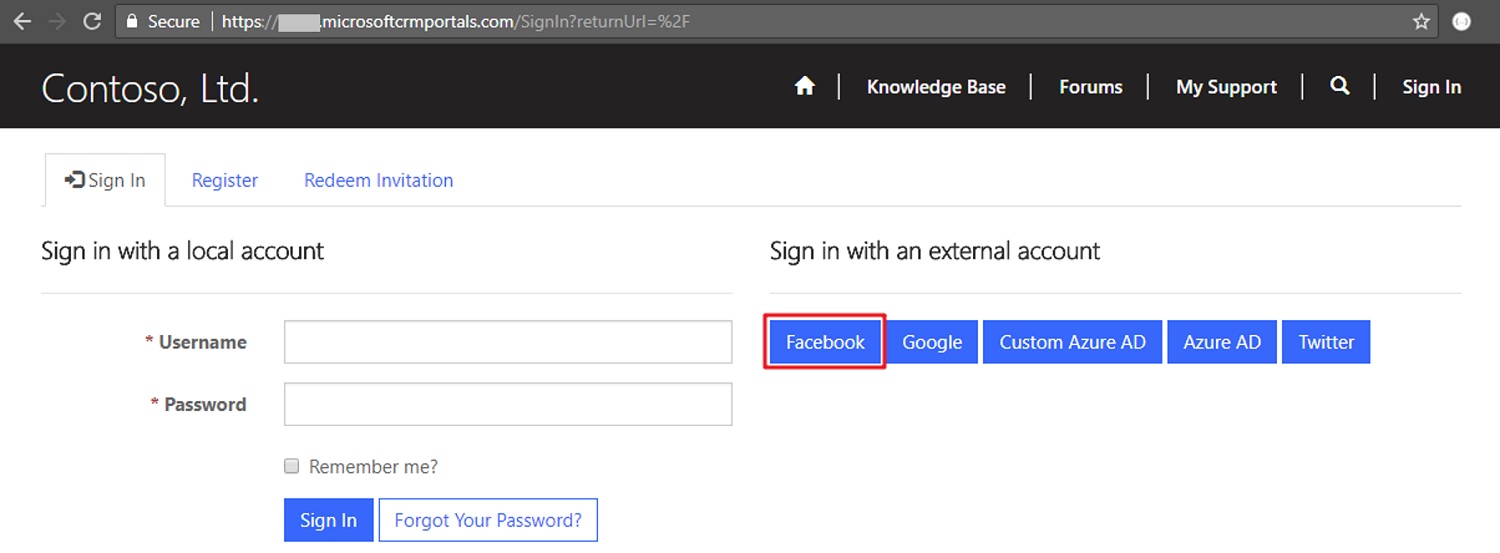 Secure https:// .microsoftcrmportals.com/SignIn?returnUrl=%2F
Contoso, Ltd.
Knowledge Base Forums My Support Sign In
Sign In Register Redeem Invitation
Sign in with a local account
* Username
* Password
Remember me?
Sign In Forgot Your Password?
Sign in with an external account
Facebook Google Custom Azure AD Azure AD Twitter